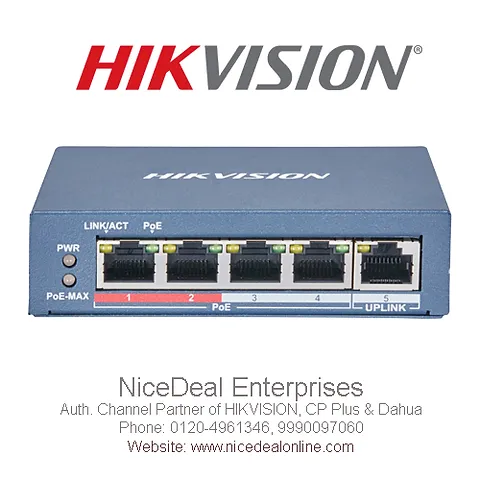 HIKVISION®
HIKVISION
LINK/ACT PoE
PWR
PoE-MAX
1 2 3 4 5
PoE UPLINK
NiceDeal Enterprises
Auth. Channel Partner of HIKVISION, CP Plus & Dahua
Phone: 0120-4961346, 9990097060
Website: www.nicedealonline.com